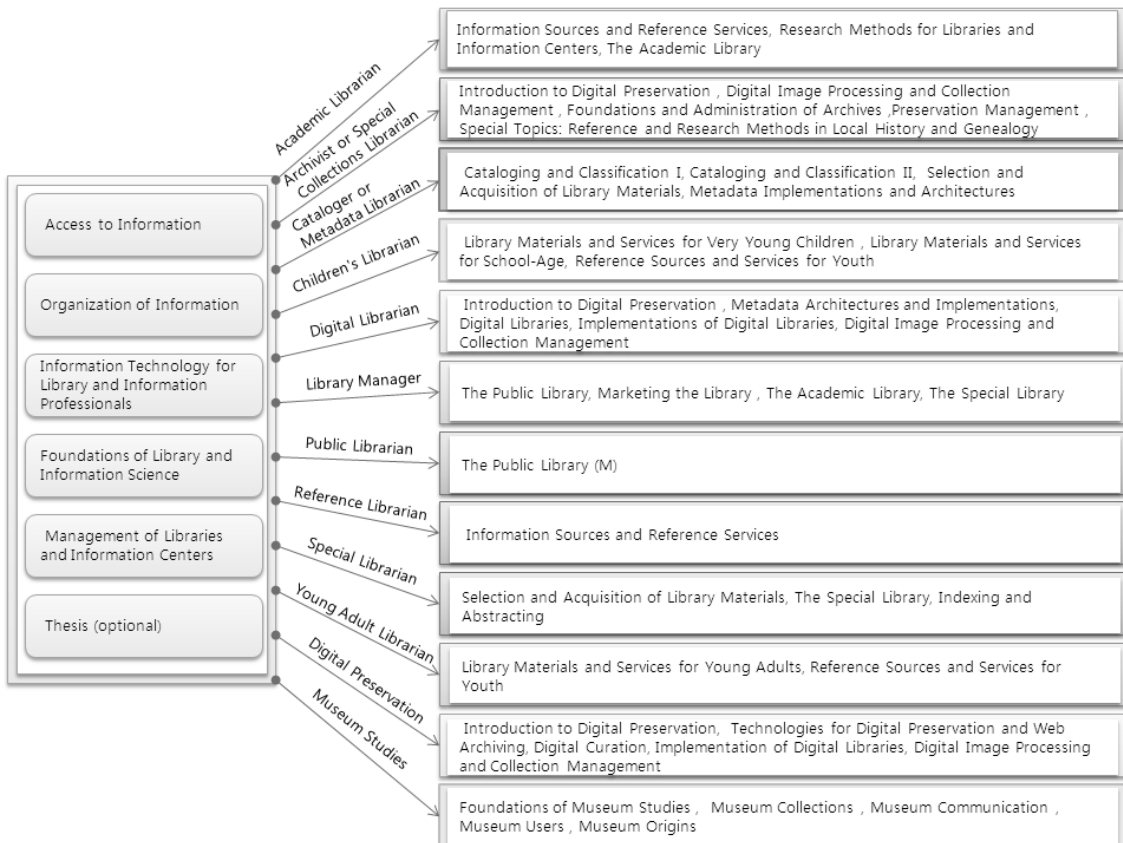 Access to Information
Organization of Information
Information Technology for
Library and Information
Professionals
Foundations of Library and
Information Science
Management of Libraries
and Information Centers
Thesis (optional)
Academic Librarian
Information Sources and Reference Services, Research Methods for Libraries and
Information Centers, The Academic Library
Archivist or Special
Collections Librarian
Introduction to Digital Preservation , Digital Image Processing and Collection
Management , Foundations and Administration of Archives ,Preservation Management ,
Special Topics: Reference and Research Methods in Local History and Genealogy
Cataloger or
Metadata Librarian
Cataloging and Classification I, Cataloging and Classification II, Selection and
Acquisition of Library Materials, Metadata Implementations and Architectures
Children's Librarian
Library Materials and Services for Very Young Children , Library Materials and Services
for School-Age, Reference Sources and Services for Youth
Digital Librarian
Introduction to Digital Preservation , Metadata Architectures and Implementations,
Digital Libraries, Implementations of Digital Libraries, Digital Image Processing and
Collection Management
Library Manager
The Public Library, Marketing the Library , The Academic Library, The Special Library
Public Librarian
The Public Library (M)
Reference Librarian
Information Sources and Reference Services
Special Librarian
Selection and Acquisition of Library Materials, The Special Library, Indexing and
Abstracting
Young Adult Librarian
Library Materials and Services for Young Adults, Reference Sources and Services for
Youth
Digital Preservation
Introduction to Digital Preservation, Technologies for Digital Preservation and Web
Archiving, Digital Curation, Implementation of Digital Libraries, Digital Image Processing
and Collection Management
Museum Studies
Foundations of Museum Studies , Museum Collections , Museum Communication ,
Museum Users , Museum Origins